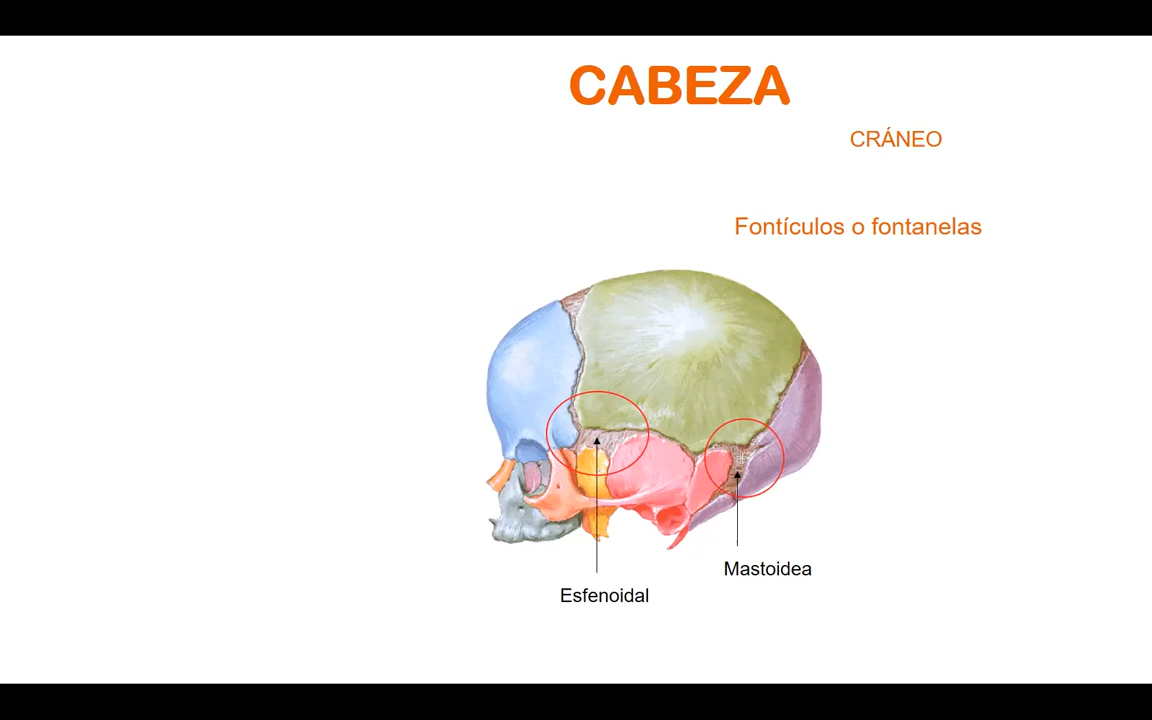 CABEZA
CRÁNEO
Fontículos o fontanelas
Mastoidea
Esfenoidal